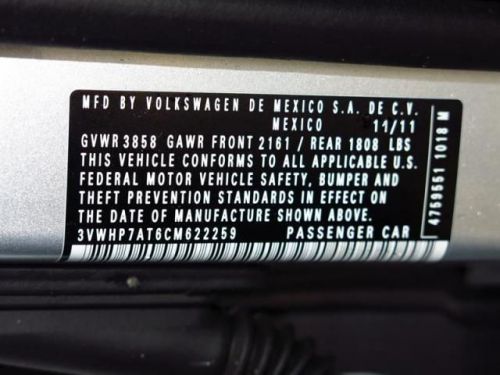 MFD BY VOLKSWAGEN DE MEXICO S.A. DE C.V.
MEXICO 11/11
GVWR 3858 GAWR FRONT 2161 / REAR 1808 LBS
THIS VEHICLE CONFORMS TO ALL APPLICABLE U.S.
FEDERAL MOTOR VEHICLE SAFETY, BUMPER AND
THEFT PREVENTION STANDARDS IN EFFECT ON
THE DATE OF MANUFACTURE SHOWN ABOVE.
3VWHP7AT6CM622259 PASSENGER CAR
4759551 1018 M